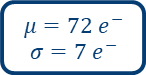 μ = 72 e⁻
σ = 7 e⁻